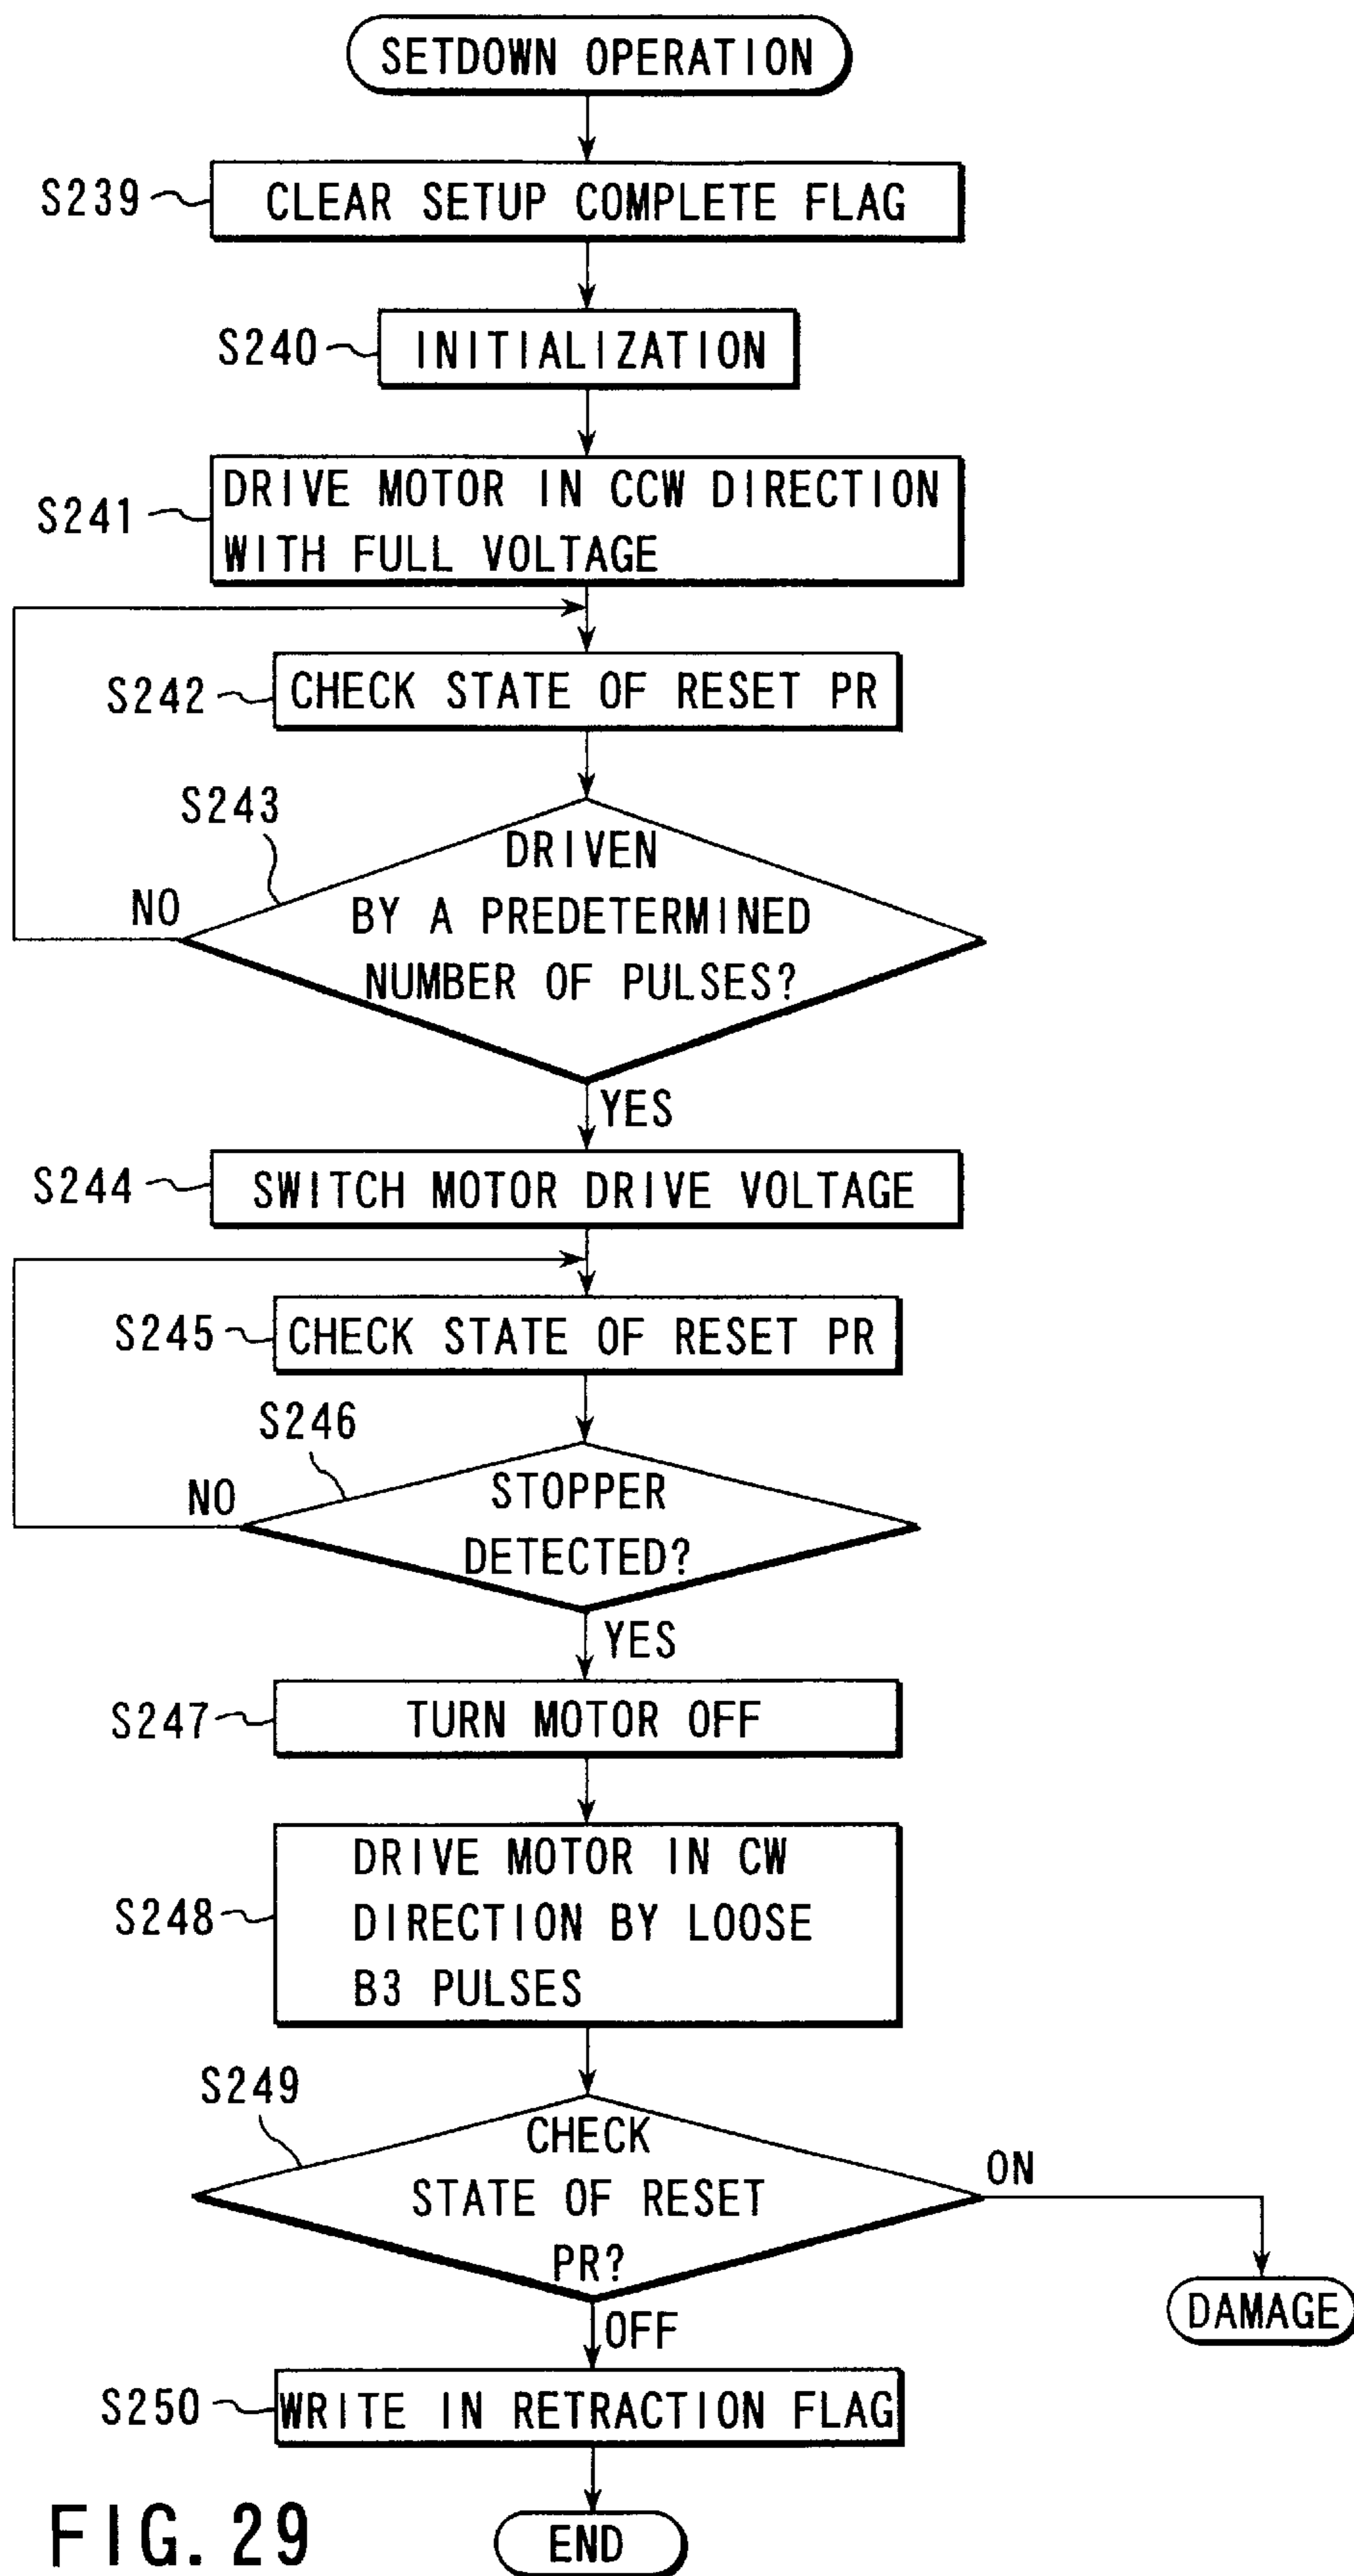 SETDOWN OPERATION
S239
CLEAR SETUP COMPLETE FLAG
S240
INITIALIZATION
S241
DRIVE MOTOR IN CCW DIRECTION
WITH FULL VOLTAGE
S242
CHECK STATE OF RESET PR
S243
DRIVEN
BY A PREDETERMINED
NUMBER OF PULSES?
NO
YES
S244
SWITCH MOTOR DRIVE VOLTAGE
S245
CHECK STATE OF RESET PR
S246
STOPPER
DETECTED?
NO
YES
S247
TURN MOTOR OFF
S248
DRIVE MOTOR IN CW
DIRECTION BY LOOSE
B3 PULSES
S249
CHECK
STATE OF RESET
PR?
ON
DAMAGE
OFF
S250
WRITE IN RETRACTION FLAG
END
FIG. 29